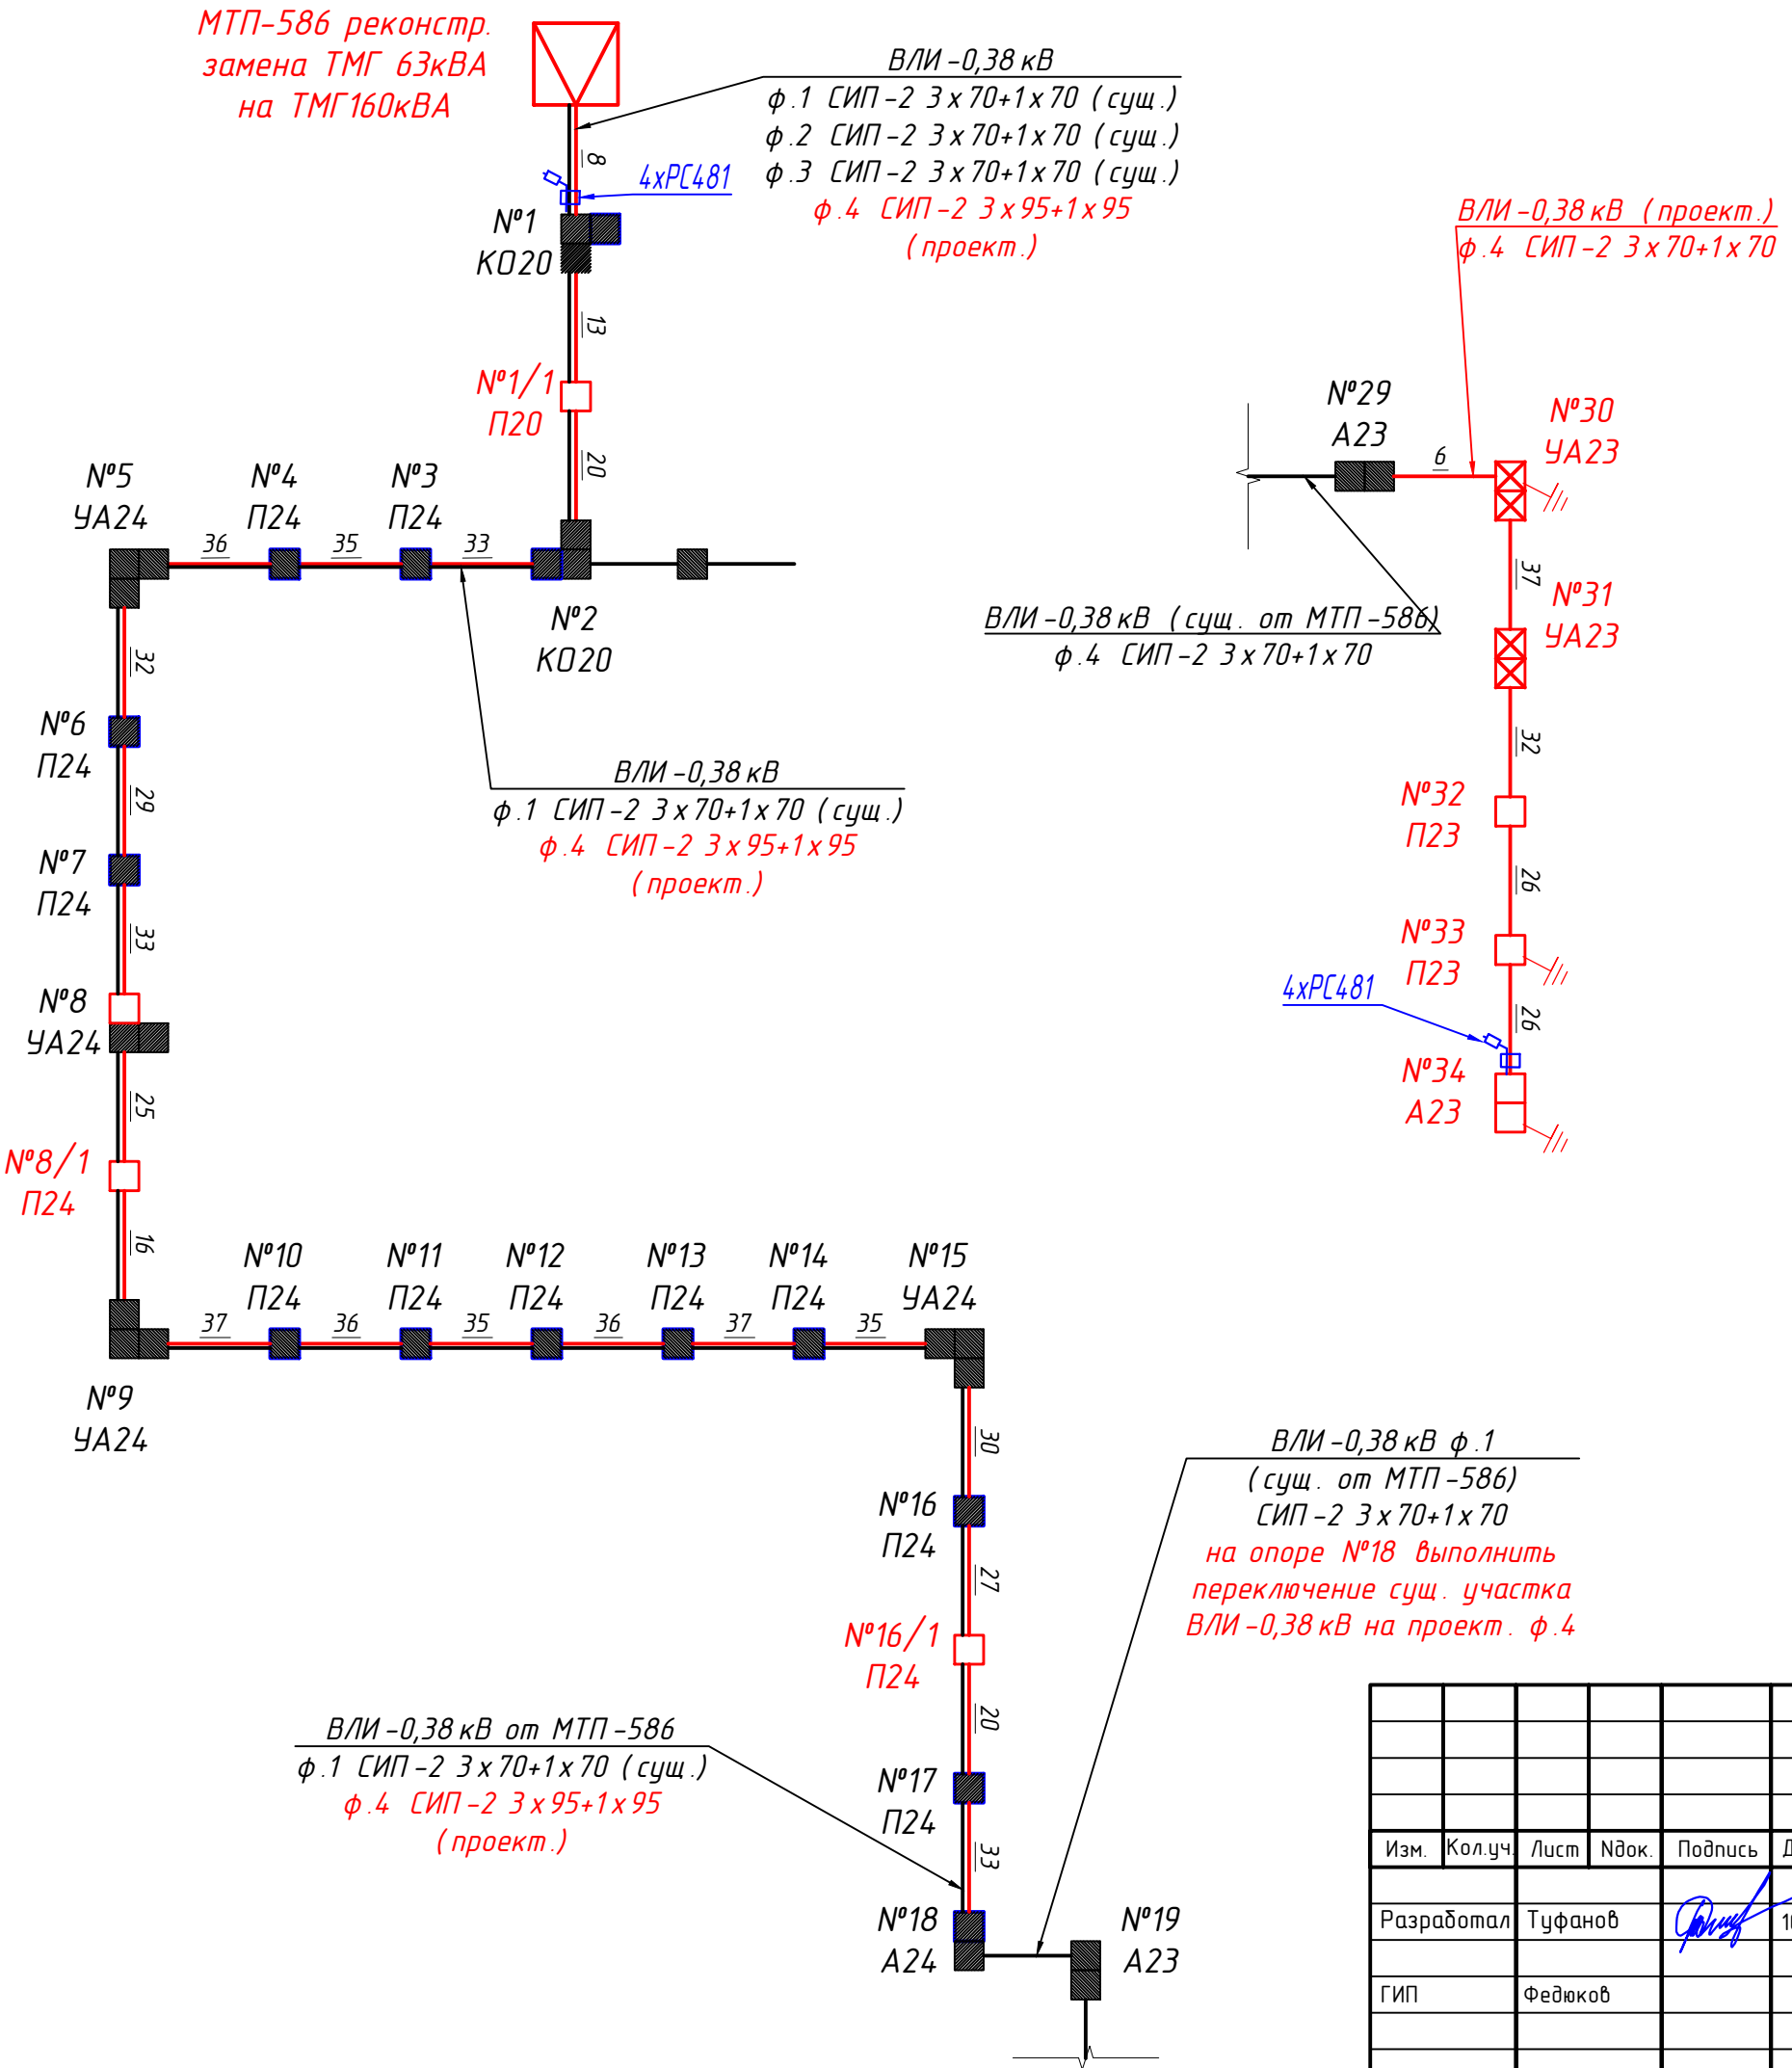 МТП-586 реконстр.
замена ТМГ 63кВА
на ТМГ160кВА
ВЛИ-0,38 кВ
ф.1 СИП-2 3х70+1х70 (сущ.)
ф.2 СИП-2 3х70+1х70 (сущ.)
ф.3 СИП-2 3х70+1х70 (сущ.)
ф.4 СИП-2 3х95+1х95
(проект.)
8
4хРС481
№1
КО20
13
№1/1
П20
20
ВЛИ-0,38 кВ (проект.)
ф.4 СИП-2 3х70+1х70
№29
А23
6
№30
УА23
37
№31
УА23
ВЛИ-0,38 кВ (сущ. от МТП-586)
ф.4 СИП-2 3х70+1х70
32
№32
П23
26
№33
П23
4хРС481
26
№34
А23
№5
УА24
№4
П24
№3
П24
36
35
33
№2
КО20
32
№6
П24
ВЛИ-0,38 кВ
ф.1 СИП-2 3х70+1х70 (сущ.)
ф.4 СИП-2 3х95+1х95
(проект.)
29
№7
П24
33
№8
УА24
25
№8/1
П24
16
№10
П24
№11
П24
№12
П24
№13
П24
№14
П24
№15
УА24
37
36
35
36
37
35
№9
УА24
30
№16
П24
27
№16/1
П24
20
№17
П24
33
№18
А24
№19
А23
ВЛИ-0,38 кВ ф.1
(сущ. от МТП-586)
СИП-2 3х70+1х70
на опоре №18 выполнить
переключение сущ. участка
ВЛИ-0,38 кВ на проект. ф.4
ВЛИ-0,38 кВ от МТП-586
ф.1 СИП-2 3х70+1х70 (сущ.)
ф.4 СИП-2 3х95+1х95
(проект.)
Изм. Кол.уч. Лист Nдок. Подпись
Разработал Туфанов
ГИП Федюков